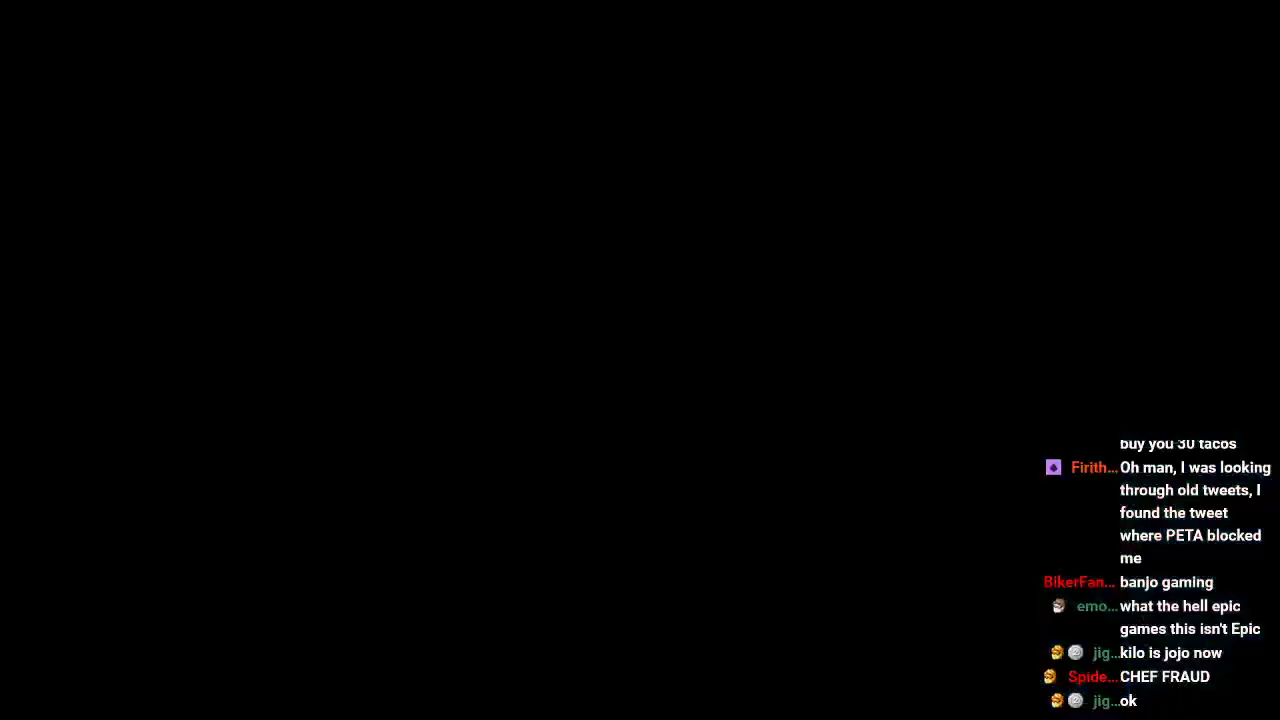 buy you 30 tacos
Firith... Oh man, I was looking
through old tweets, I
found the tweet
where PETA blocked
me
BikerFan... banjo gaming
emo... what the hell epic
games this isn't Epic
jig... kilo is jojo now
Spide... CHEF FRAUD
jig... ok